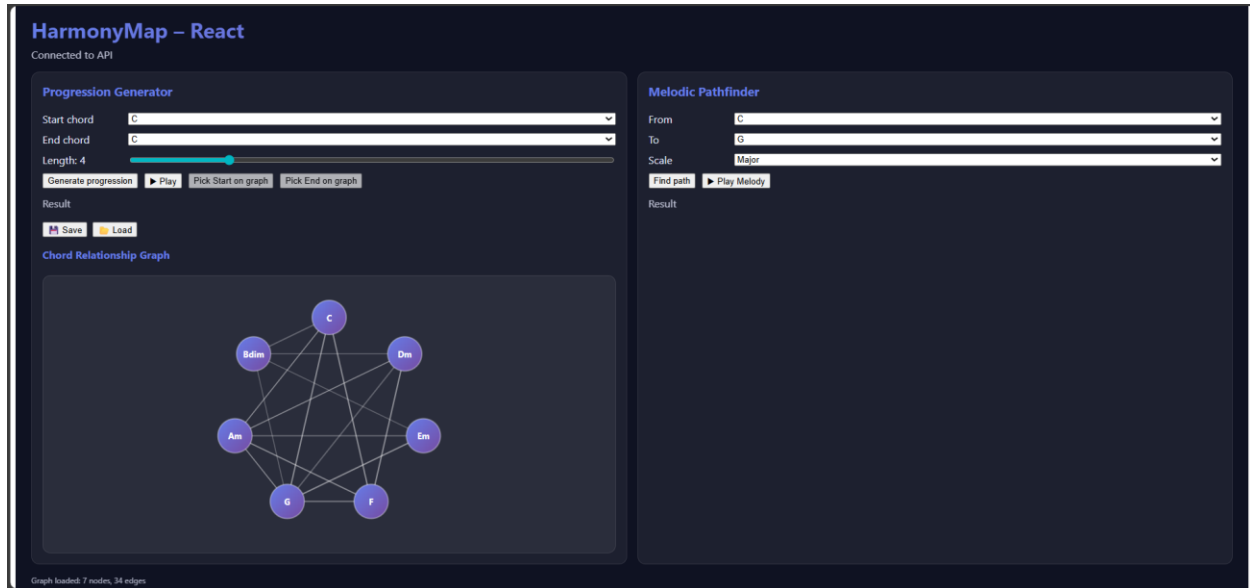 HarmonyMap – React
Connected to API
Progression Generator
Start chord C
End chord C
Length: 4
Generate progression ▶ Play Pick Start on graph Pick End on graph
Result
💾 Save 📁 Load
Chord Relationship Graph
C
Bdim Dm
Am Em
G F
Melodic Pathfinder
From C
To G
Scale Major
Find path ▶ Play Melody
Result
Graph loaded: 7 nodes, 34 edges